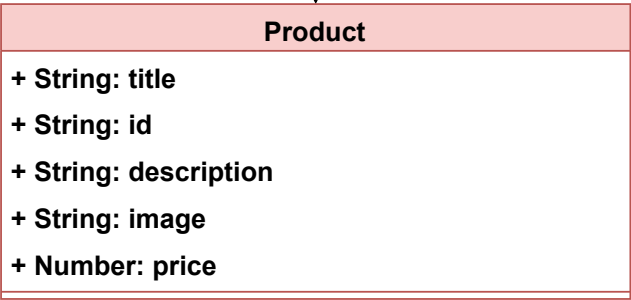 Product
+ String: title
+ String: id
+ String: description
+ String: image
+ Number: price